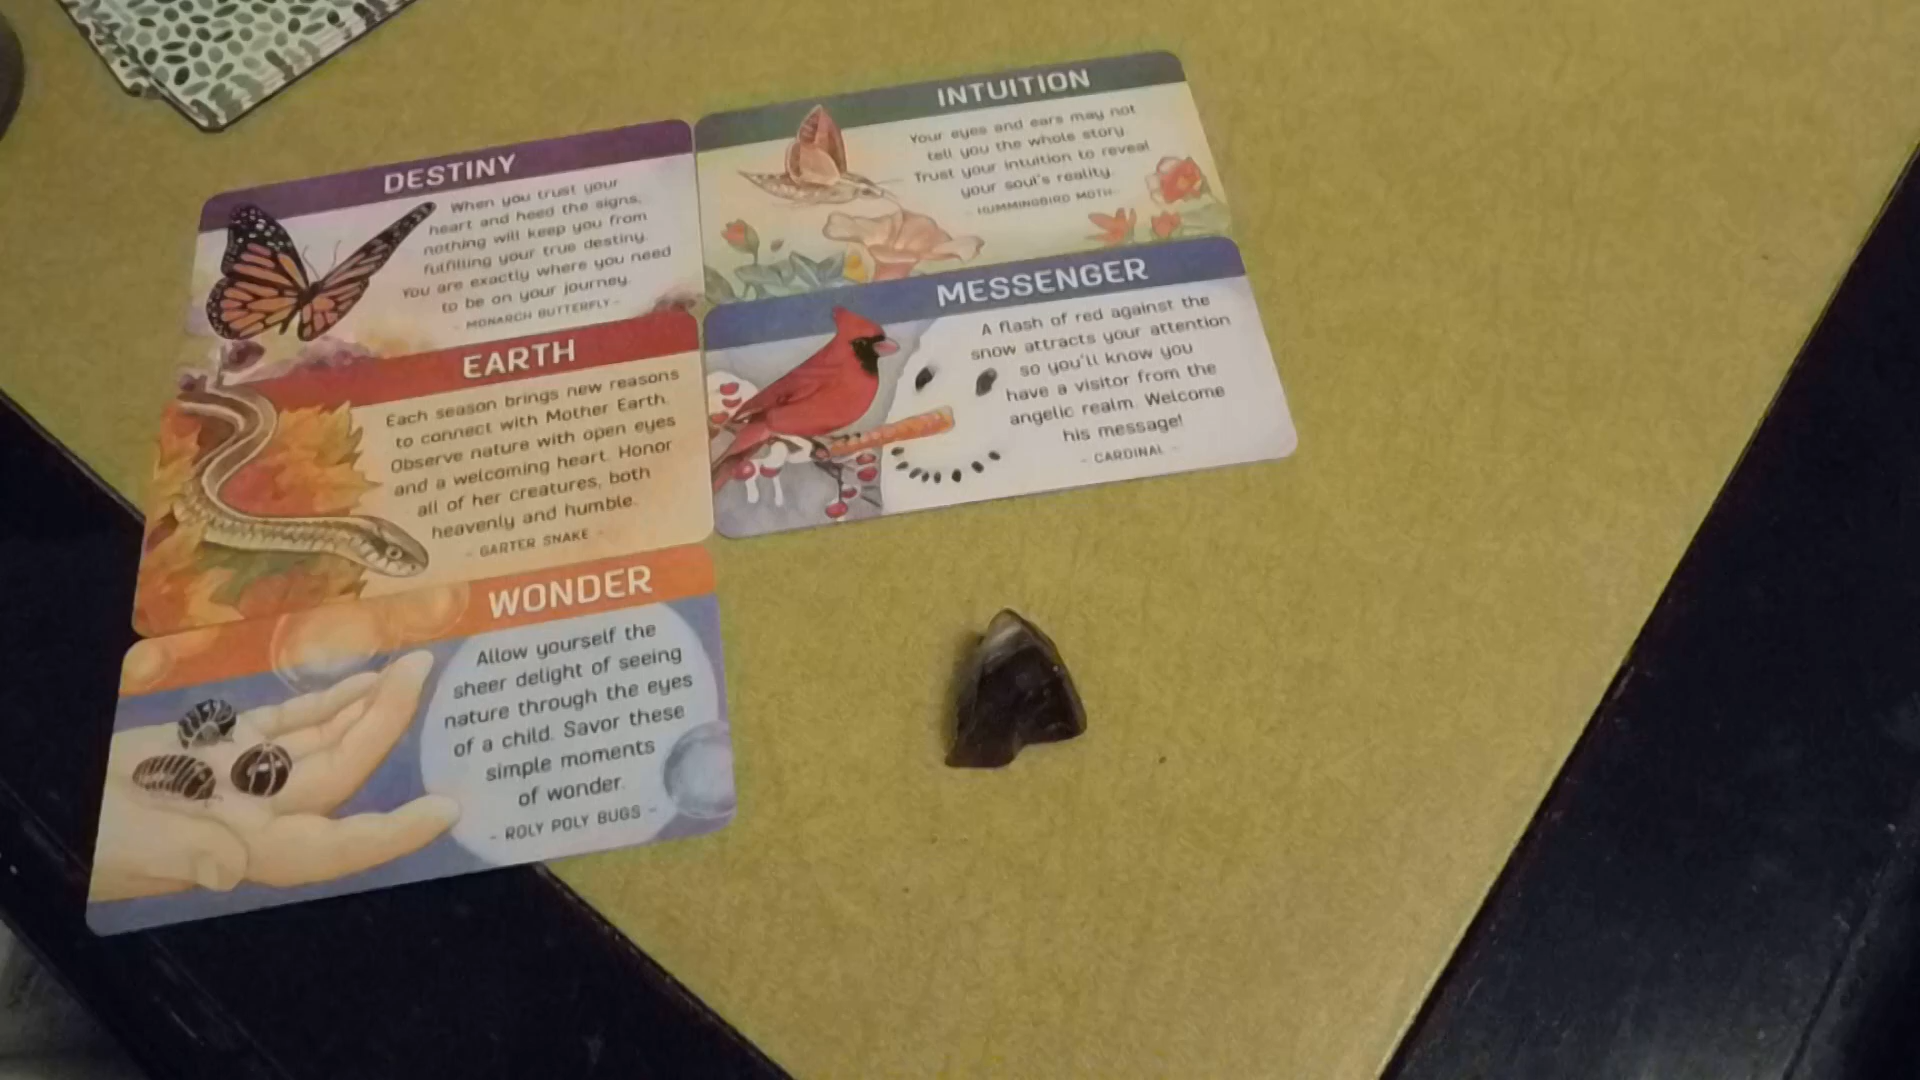 DESTINY
When you trust your
heart and heed the signs,
nothing will keep you from
fulfilling your true destiny.
You are exactly where you need
to be on your journey.
- MONARCH BUTTERFLY -
EARTH
Each season brings new reasons
to connect with Mother Earth.
Observe nature with open eyes
and a welcoming heart. Honor
all of her creatures, both
heavenly and humble.
- GARTER SNAKE -
WONDER
Allow yourself the
sheer delight of seeing
nature through the eyes
of a child. Savor these
simple moments
of wonder.
- ROLY POLY BUGS -
INTUITION
Your eyes and ears may not
tell you the whole story.
Trust your intuition to reveal
your soul's reality.
- HUMMINGBIRD MOTH -
MESSENGER
A flash of red against the
snow attracts your attention
so you'll know you
have a visitor from the
angelic realm. Welcome
his message!
- CARDINAL -